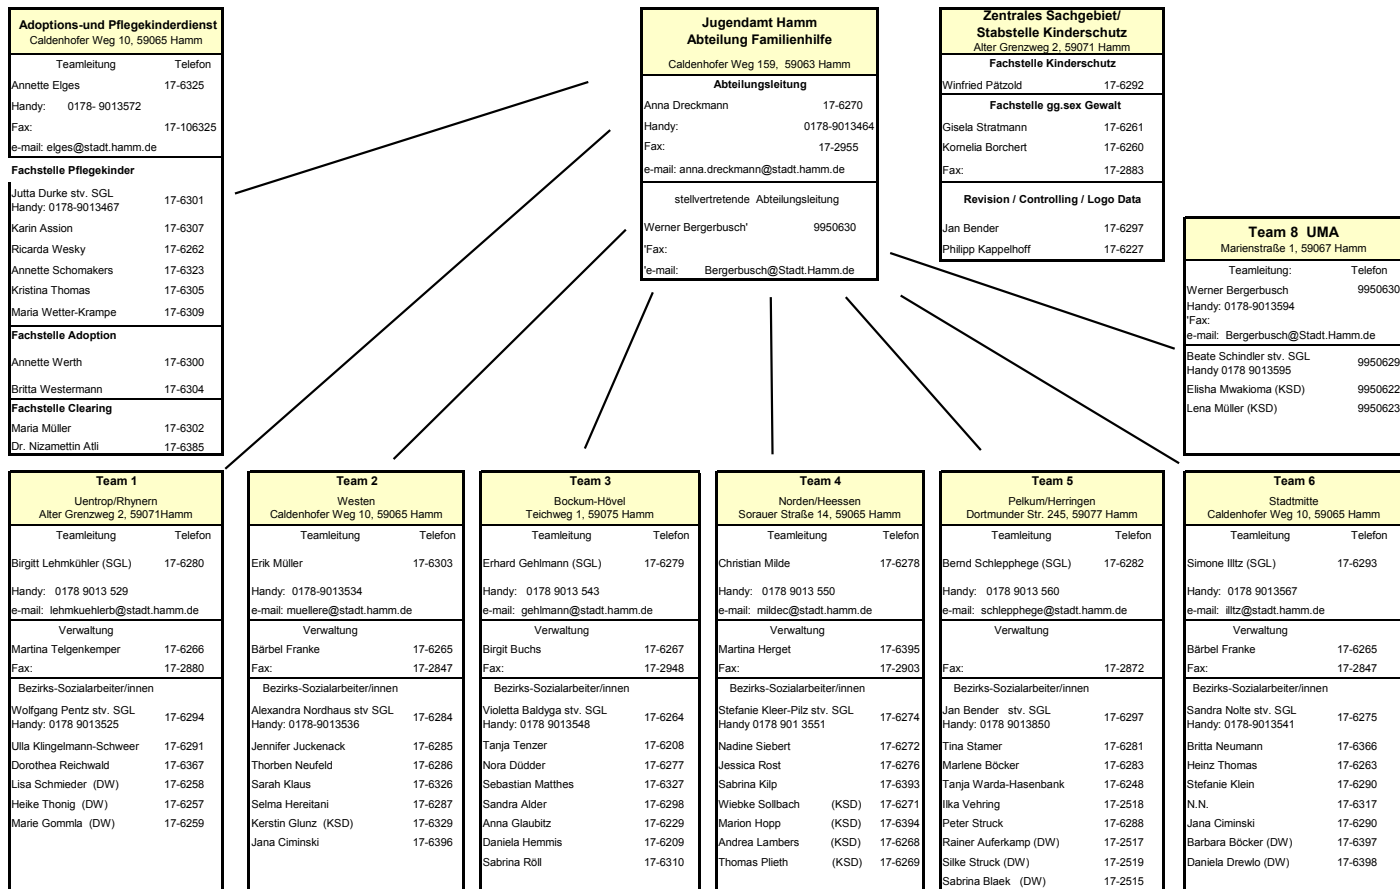 Adoptions-und Pflegekinderdienst
Caldenhofer Weg 10, 59065 Hamm
Teamleitung Telefon
Annette Elges 17-6325
Handy: 0178- 9013572
Fax: 17-106325
e-mail: elges@stadt.hamm.de
Fachstelle Pflegekinder
Jutta Durke stv. SGL
Handy: 0178-9013467 17-6301
Karin Assion 17-6307
Ricarda Wesky 17-6262
Annette Schomakers 17-6323
Kristina Thomas 17-6305
Maria Wetter-Krampe 17-6309
Fachstelle Adoption
Annette Werth 17-6300
Britta Westermann 17-6304
Fachstelle Clearing
Maria Müller 17-6302
Dr. Nizamettin Atli 17-6385
Jugendamt Hamm
Abteilung Familienhilfe
Caldenhofer Weg 159, 59063 Hamm
Abteilungsleitung
Anna Dreckmann 17-6270
Handy: 0178-9013464
Fax: 17-2955
e-mail: anna.dreckmann@stadt.hamm.de
stellvertretende Abteilungsleitung
Werner Bergerbusch' 9950630
'Fax:
'e-mail: Bergerbusch@Stadt.Hamm.de
Zentrales Sachgebiet/
Stabstelle Kinderschutz
Alter Grenzweg 2, 59071 Hamm
Fachstelle Kinderschutz
Winfried Pätzold 17-6292
Fachstelle gg.sex Gewalt
Gisela Stratmann 17-6261
Kornelia Borchert 17-6260
Fax: 17-2883
Revision / Controlling / Logo Data
Jan Bender 17-6297
Philipp Kappelhoff 17-6227
Team 8 UMA
Marienstraße 1, 59067 Hamm
Teamleitung: Telefon
Werner Bergerbusch 9950630
Handy: 0178-9013594
'Fax:
e-mail: Bergerbusch@Stadt.Hamm.de
Beate Schindler stv. SGL
Handy 0178 9013595 9950629
Elisha Mwakioma (KSD) 9950622
Lena Müller (KSD) 9950623
Team 1
Uentrop/Rhynern
Alter Grenzweg 2, 59071Hamm
Teamleitung Telefon
Birgitt Lehmkühler (SGL) 17-6280
Handy: 0178 9013 529
e-mail: lehmkuehlerb@stadt.hamm.de
Verwaltung
Martina Telgenkemper 17-6266
Fax: 17-2880
Bezirks-Sozialarbeiter/innen
Wolfgang Pentz stv. SGL
Handy: 0178 9013525 17-6294
Ulla Klingelmann-Schweer 17-6291
Dorothea Reichwald 17-6367
Lisa Schmieder (DW) 17-6258
Heike Thonig (DW) 17-6257
Marie Gommla (DW) 17-6259
Team 2
Westen
Caldenhofer Weg 10, 59065 Hamm
Teamleitung Telefon
Erik Müller 17-6303
Handy: 0178-9013534
e-mail: muellere@stadt.hamm.de
Verwaltung
Bärbel Franke 17-6265
Fax: 17-2847
Bezirks-Sozialarbeiter/innen
Alexandra Nordhaus stv SGL
Handy: 0178-9013536 17-6284
Jennifer Juckenack 17-6285
Thorben Neufeld 17-6286
Sarah Klaus 17-6326
Selma Hereitani 17-6287
Kerstin Glunz (KSD) 17-6329
Jana Ciminski 17-6396
Team 3
Bockum-Hövel
Teichweg 1, 59075 Hamm
Teamleitung Telefon
Erhard Gehlmann (SGL) 17-6279
Handy: 0178 9013 543
e-mail: gehlmann@stadt.hamm.de
Verwaltung
Birgit Buchs 17-6267
Fax: 17-2948
Bezirks-Sozialarbeiter/innen
Violetta Baldyga stv. SGL
Handy: 0178 9013548 17-6264
Tanja Tenzer 17-6208
Nora Düdder 17-6277
Sebastian Matthes 17-6327
Sandra Alder 17-6298
Anna Glaubitz 17-6229
Daniela Hemmis 17-6209
Sabrina Röll 17-6310
Team 4
Norden/Heessen
Sorauer Straße 14, 59065 Hamm
Teamleitung Telefon
Christian Milde 17-6278
Handy: 0178 9013 550
e-mail: mildec@stadt.hamm.de
Verwaltung
Martina Herget 17-6395
Fax: 17-2903
Bezirks-Sozialarbeiter/innen
Stefanie Kleer-Pilz stv. SGL
Handy 0178 901 3551 17-6274
Nadine Siebert 17-6272
Jessica Rost 17-6276
Sabrina Kilp 17-6393
Wiebke Sollbach (KSD) 17-6271
Marion Hopp (KSD) 17-6394
Andrea Lambers (KSD) 17-6268
Thomas Plieth (KSD) 17-6269
Team 5
Pelkum/Herringen
Dortmunder Str. 245, 59077 Hamm
Teamleitung Telefon
Bernd Schlepphege (SGL) 17-6282
Handy: 0178 9013 560
e-mail: schlepphege@stadt.hamm.de
Verwaltung
Fax: 17-2872
Bezirks-Sozialarbeiter/innen
Jan Bender stv. SGL
Handy: 0178 9013850 17-6297
Tina Stamer 17-6281
Marlene Böcker 17-6283
Tanja Warda-Hasenbank 17-6248
Ilka Vehring 17-2518
Peter Struck 17-6288
Rainer Auferkamp (DW) 17-2517
Silke Struck (DW) 17-2519
Sabrina Blaek (DW) 17-2515
Team 6
Stadtmitte
Caldenhofer Weg 10, 59065 Hamm
Teamleitung Telefon
Simone Illtz (SGL) 17-6293
Handy: 0178 9013567
e-mail: illtz@stadt.hamm.de
Verwaltung
Bärbel Franke 17-6265
Fax: 17-2847
Bezirks-Sozialarbeiter/innen
Sandra Nolte stv. SGL
Handy: 0178-9013541 17-6275
Britta Neumann 17-6366
Heinz Thomas 17-6263
Stefanie Klein 17-6290
N.N. 17-6317
Jana Ciminski 17-6290
Barbara Böcker (DW) 17-6397
Daniela Drewlo (DW) 17-6398